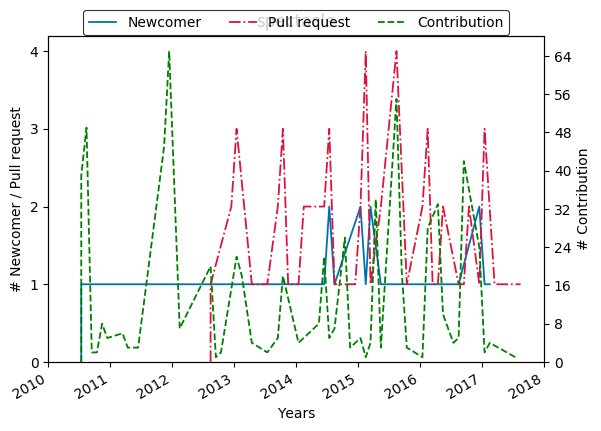 Newcomer Pull request Contribution
4
3
2
1
0
64
56
48
40
32
24
16
8
0
# Newcomer / Pull request
# Contribution
2010 2011 2012 2013 2014 2015 2016 2017 2018
Years